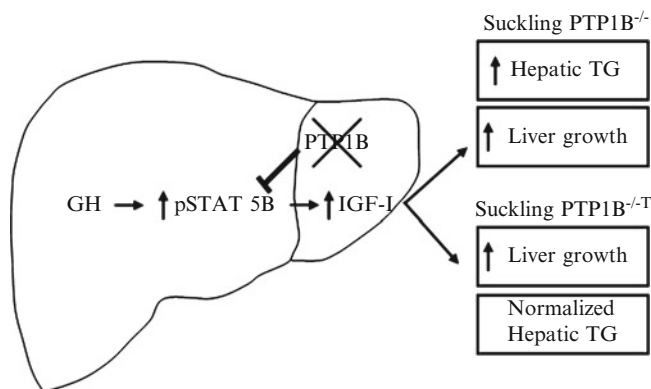 Suckling PTP1B-/-
Hepatic TG
Liver growth
PTP1B
GH
pSTAT 5B
IGF-I
Suckling PTP1B-/-T
Liver growth
Normalized
Hepatic TG